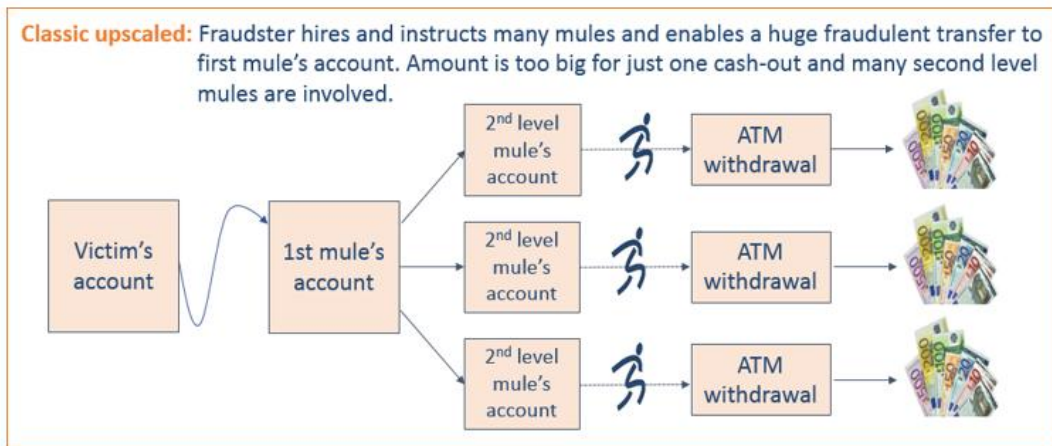 Classic upscaled: Fraudster hires and instructs many mules and enables a huge fraudulent transfer to
first mule's account. Amount is too big for just one cash-out and many second level
mules are involved.
2nd level
mule's
account
ATM
withdrawal
Victim's
account
1st mule's
account
2nd level
mule's
account
ATM
withdrawal
2nd level
mule's
account
ATM
withdrawal